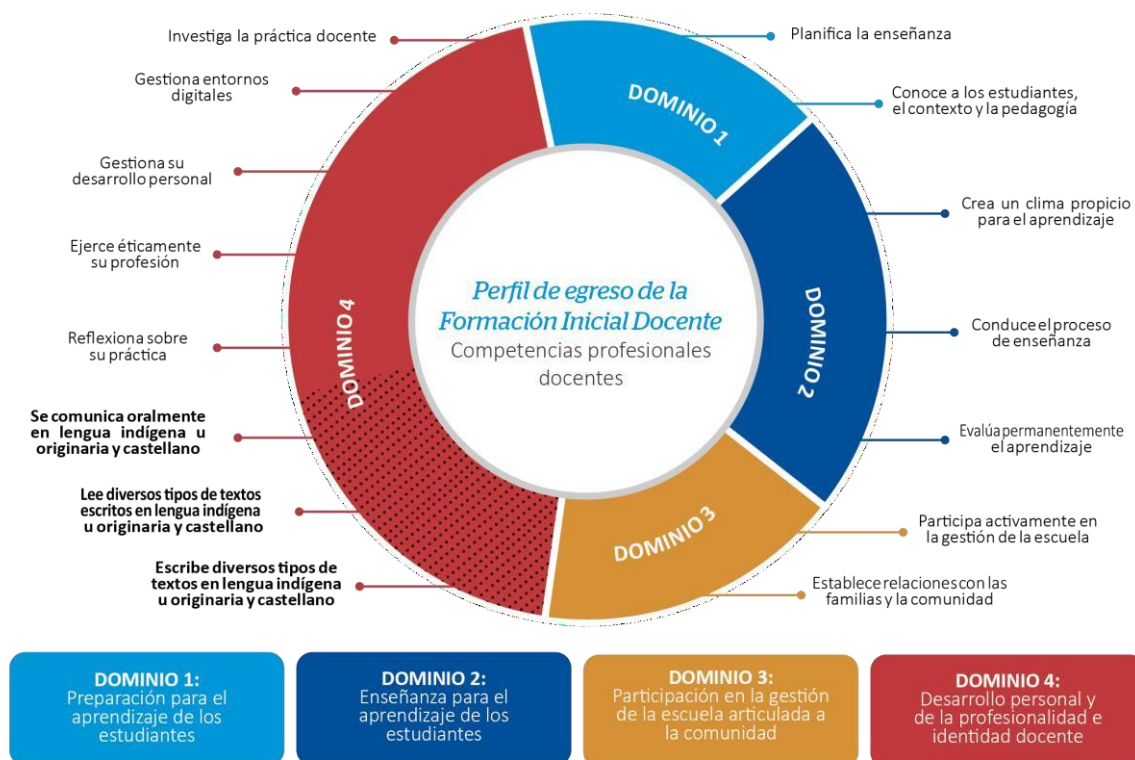 Investiga la práctica docente
Gestiona entornos
digitales
Gestiona su
desarrollo personal
Ejerce éticamente
su profesión
Reflexiona sobre
su práctica
Se comunica oralmente
en lengua indígena u
originaria y castellano
Lee diversos tipos de textos
escritos en lengua indígena
u originaria y castellano
Escribe diversos tipos de
textos en lengua indígena
u originaria y castellano
Planifica la enseñanza
Conoce a los estudiantes,
el contexto y la pedagogía
Crea un clima propicio
para el aprendizaje
Conduce el proceso
de enseñanza
Evalúa permanentemente
el aprendizaje
Participa activamente en
la gestión de la escuela
Establece relaciones con las
familias y la comunidad
DOMINIO 1
DOMINIO 2
DOMINIO 3
DOMINIO 4
Perfil de egreso de la
Formación Inicial Docente
Competencias profesionales
docentes
DOMINIO 1:
Preparación para el
aprendizaje de los
estudiantes
DOMINIO 2:
Enseñanza para el
aprendizaje de los
estudiantes
DOMINIO 3:
Participación en la gestión
de la escuela articulada a
la comunidad
DOMINIO 4:
Desarrollo personal y
de la profesionalidad e
identidad docente